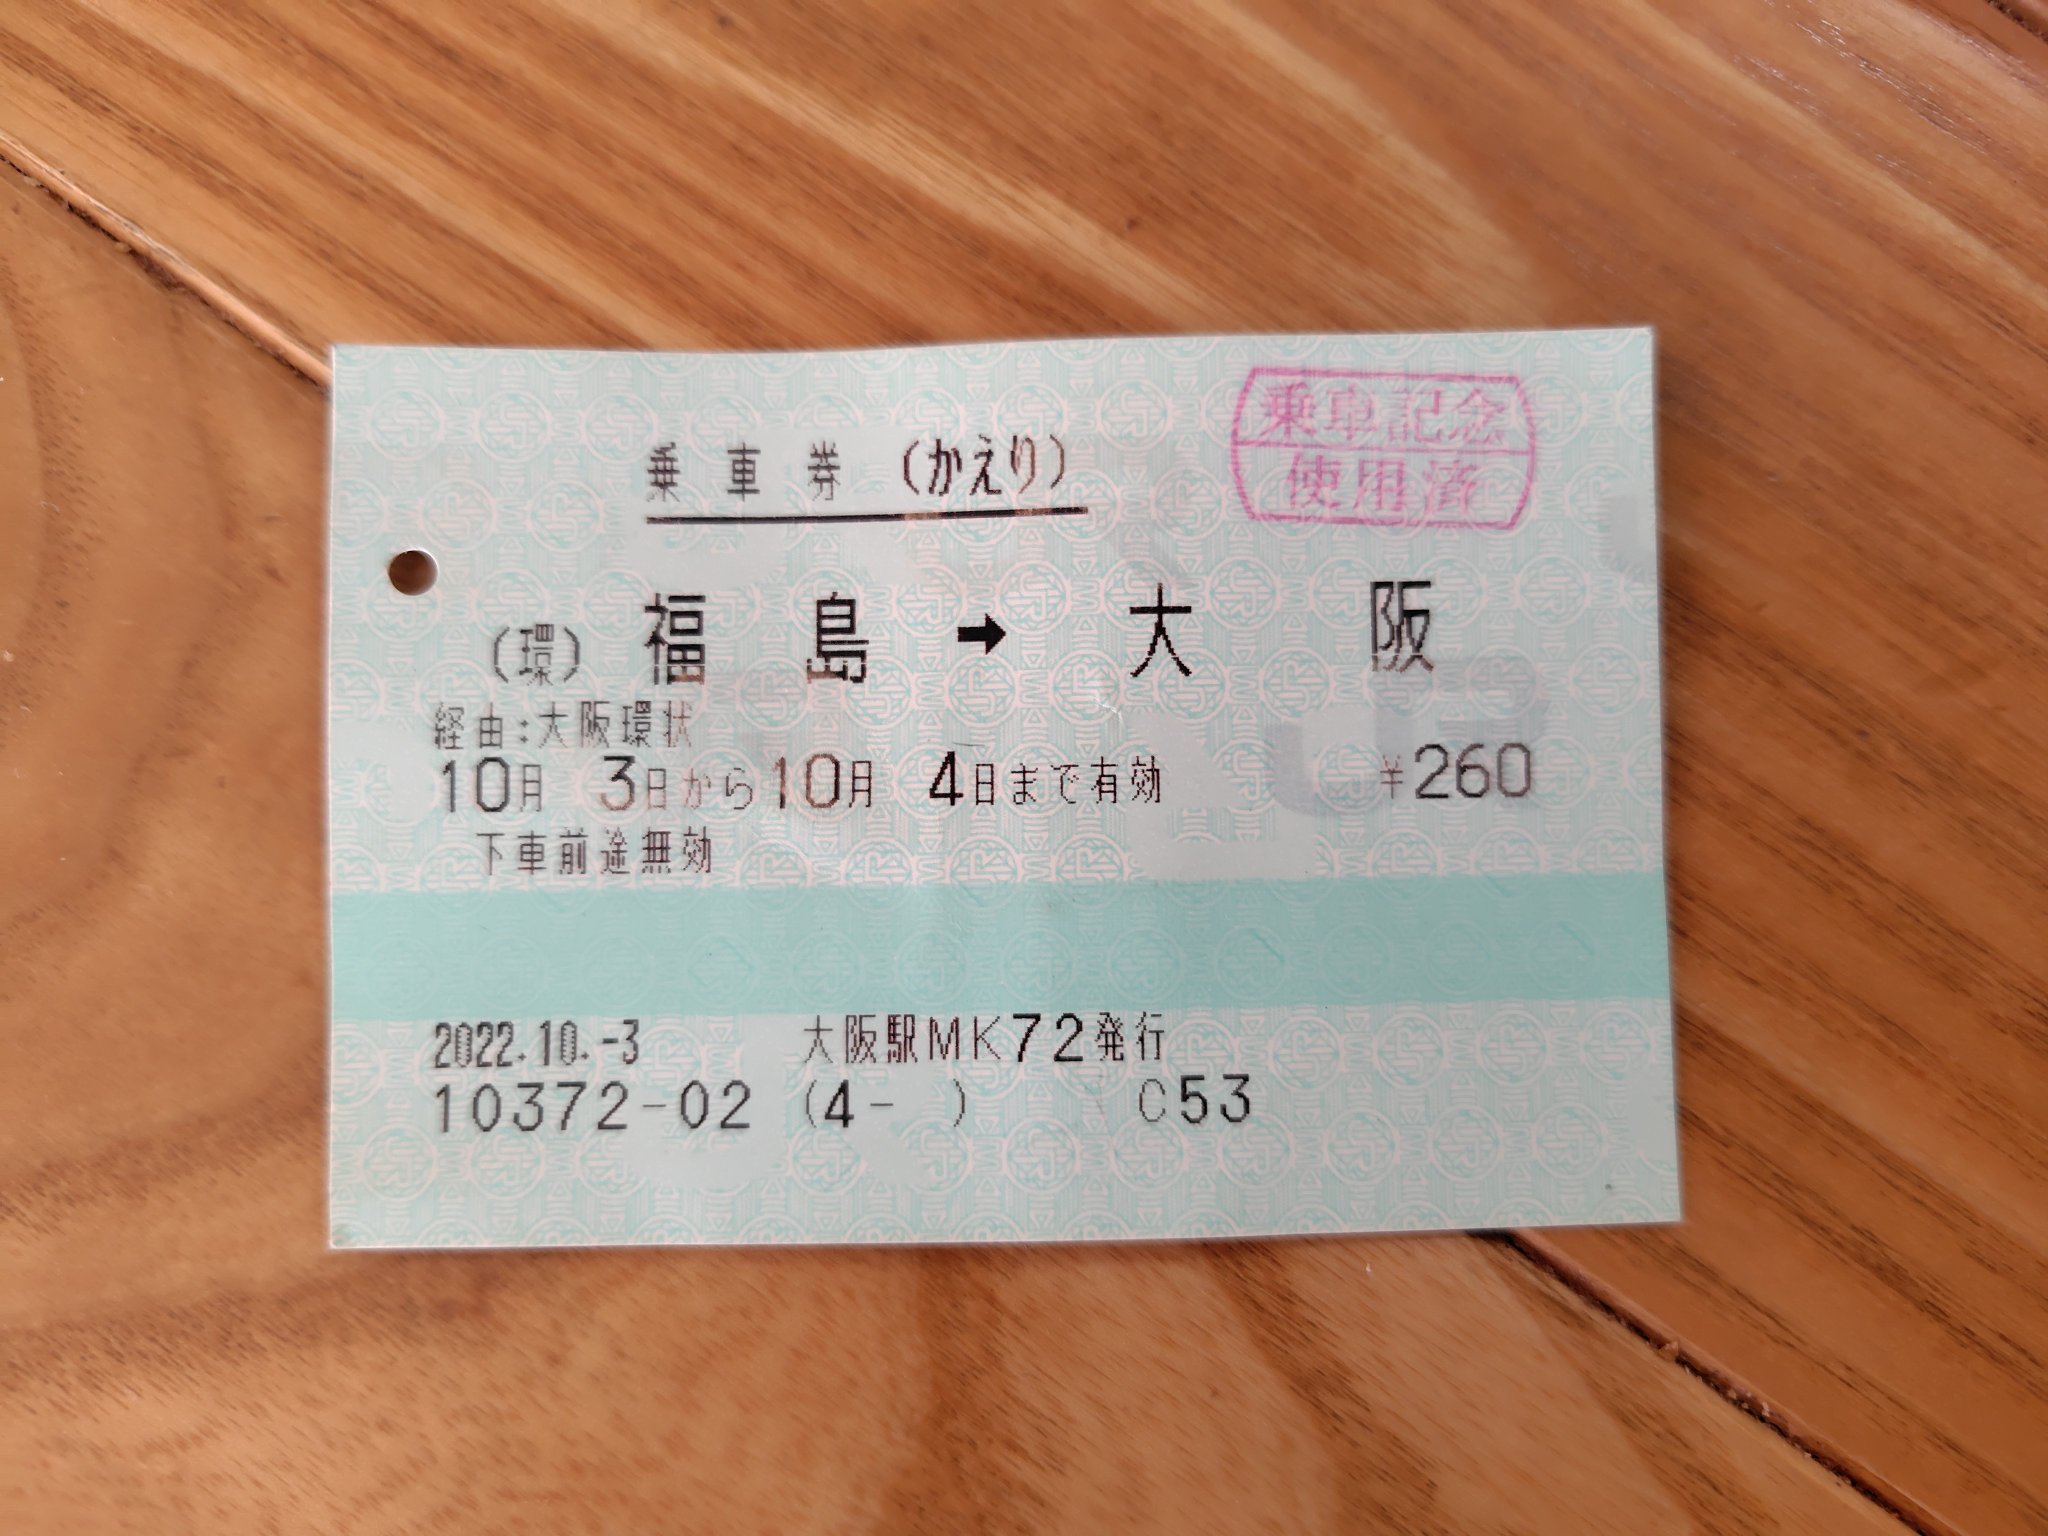 乗車記念
使用済
乗車券 (かえり)
(環)福島→大阪
経由:大阪環状
10月 3日から10月 4日まで有効 ¥260
下車前途無効
2022.10.-3 大阪駅MK72発行
10372-02 (4- ) C53